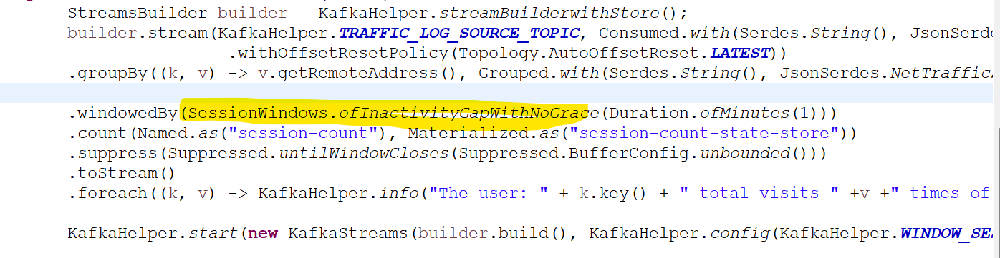 StreamsBuilder builder = KafkaHelper.streamBuilderwithStore();
builder.stream(KafkaHelper.TRAFFIC_LOG_SOURCE_TOPIC, Consumed.with(Serdes.String(), JsonSerde
.withOffsetResetPolicy(Topology.AutoOffsetReset.LATEST))
.groupBy((k, v) -> v.getRemoteAddress(), Grouped.with(Serdes.String(), JsonSerdes.NetTraffic
.windowedBy(SessionWindows.ofInactivityGapWithNoGrace(Duration.ofMinutes(1)))
.count(Named.as("session-count"), Materialized.as("session-count-state-store"))
.suppress(Suppressed.untilWindowCloses(Suppressed.BufferConfig.unbounded()))
.toStream()
.foreach((k, v) -> KafkaHelper.info("The user: " + k.key() + " total visits " +v +" times of
KafkaHelper.start(new KafkaStreams(builder.build(), KafkaHelper.config(KafkaHelper.WINDOW_SE